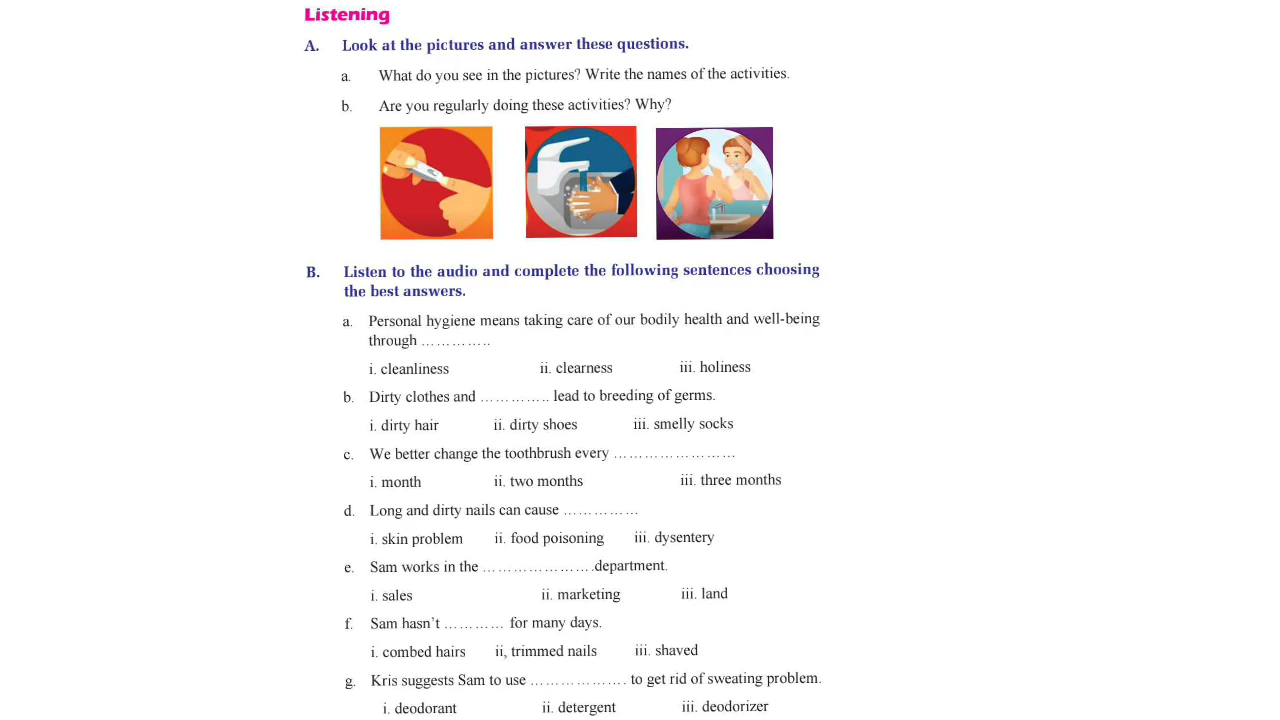 Listening
A. Look at the pictures and answer these questions.
a. What do you see in the pictures? Write the names of the activities.
b. Are you regularly doing these activities? Why?
B. Listen to the audio and complete the following sentences choosing
the best answers.
a. Personal hygiene means taking care of our bodily health and well-being
through …………..
i. cleanliness ii. clearness iii. holiness
b. Dirty clothes and ………….. lead to breeding of germs.
i. dirty hair ii. dirty shoes iii. smelly socks
c. We better change the toothbrush every ……………………
i. month ii. two months iii. three months
d. Long and dirty nails can cause ……………
i. skin problem ii. food poisoning iii. dysentery
e. Sam works in the ………………….department.
i. sales ii. marketing iii. land
f. Sam hasn't ………… for many days.
i. combed hairs ii, trimmed nails iii. shaved
g. Kris suggests Sam to use ………………. to get rid of sweating problem.
i. deodorant ii. detergent iii. deodorizer